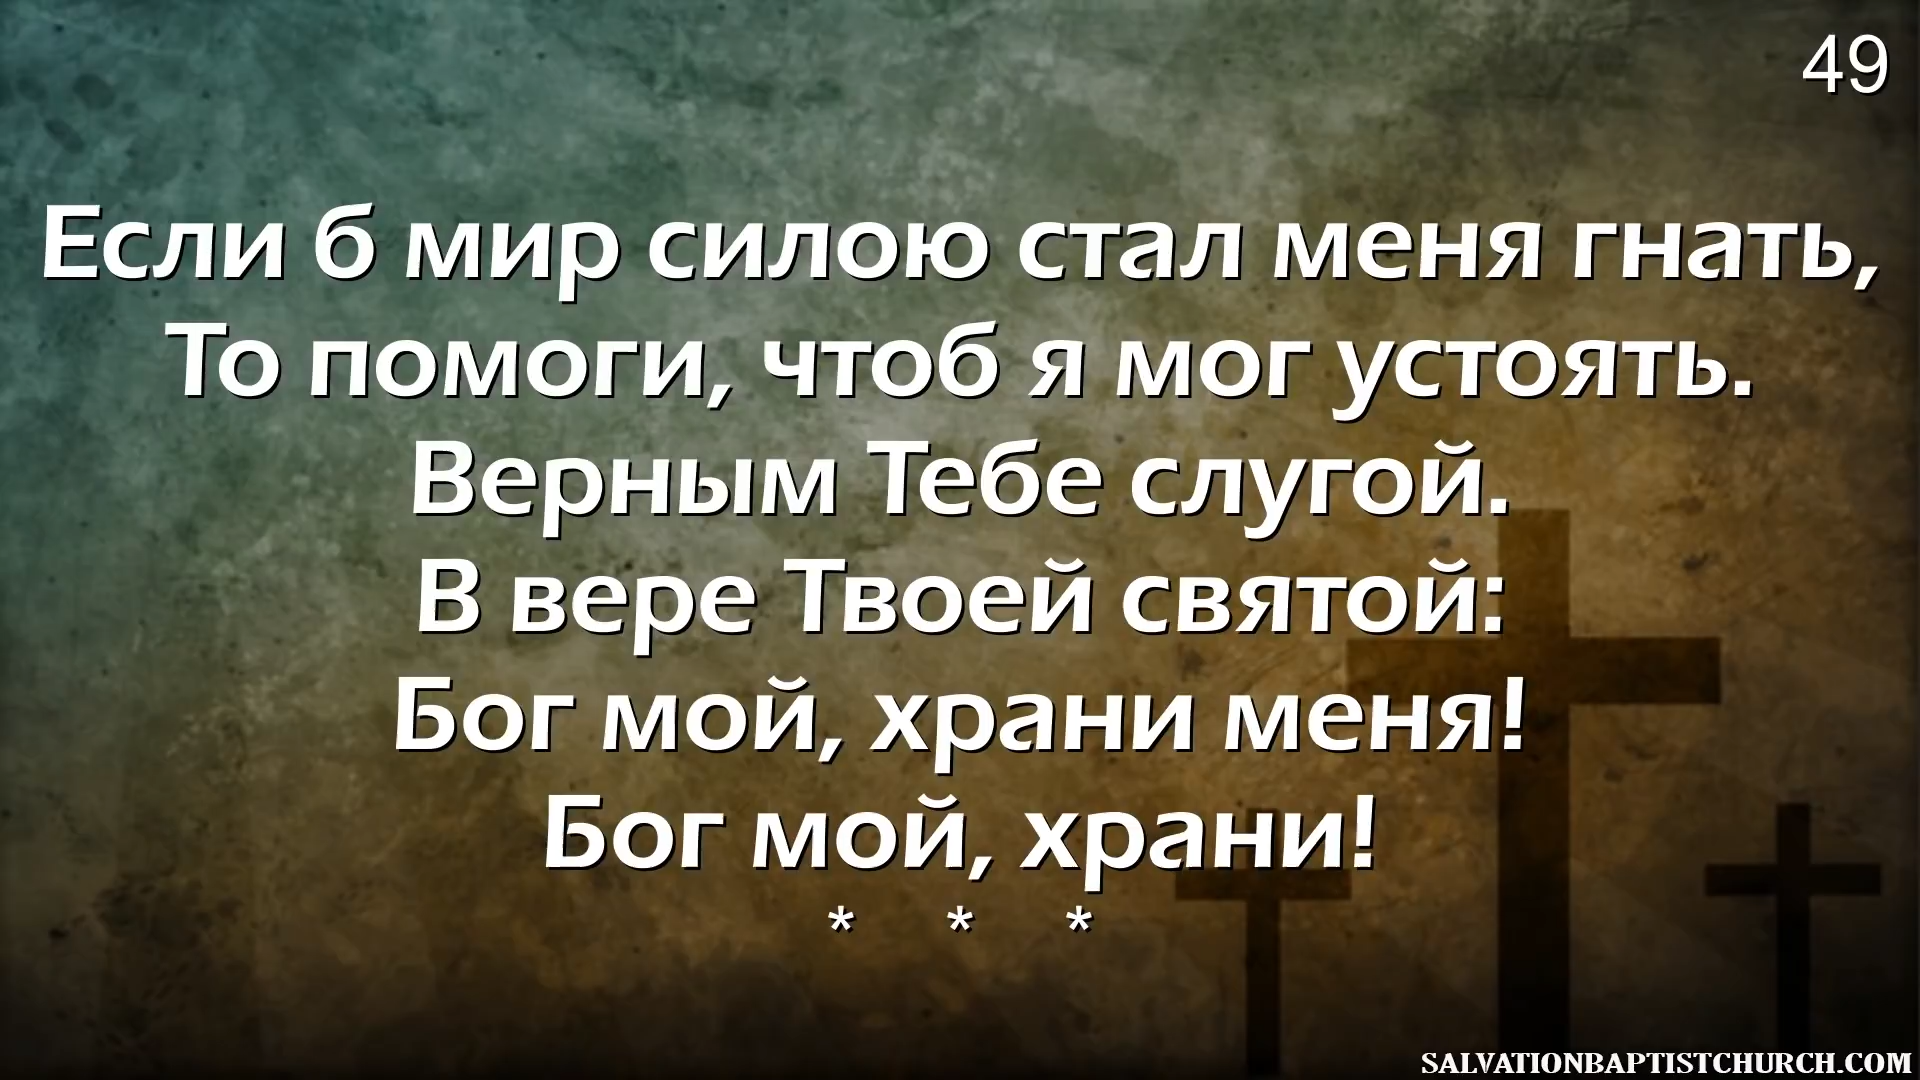 49
Если б мир силою стал меня гнать,
То помоги, чтоб я мог устоять.
Верным Тебе слугой.
В вере Твоей святой:
Бог мой, храни меня!
Бог мой, храни!
* * *
SALVATIONBAPTISTCHURCH.COM